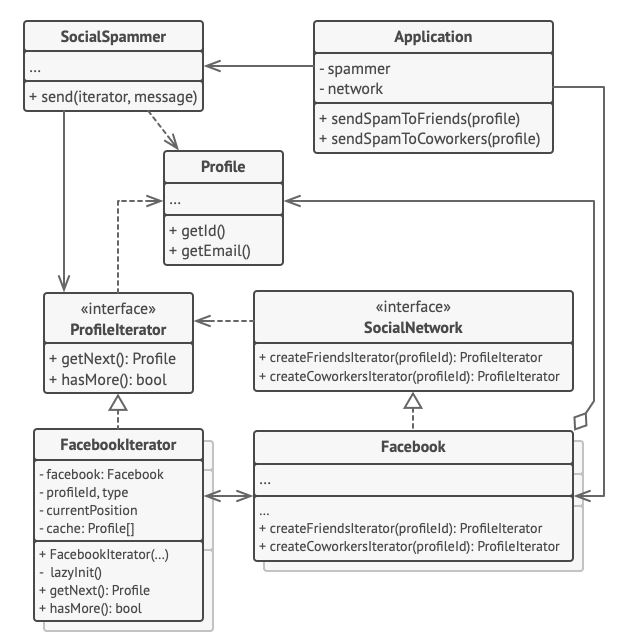 SocialSpammer
...
+ send(iterator, message)
Application
- spammer
- network
+ sendSpamToFriends(profile)
+ sendSpamToCoworkers(profile)
Profile
...
+ getId()
+ getEmail()
«interface»
ProfileIterator
+ getNext(): Profile
+ hasMore(): bool
«interface»
SocialNetwork
+ createFriendsIterator(profileId): ProfileIterator
+ createCoworkersIterator(profileId): ProfileIterator
FacebookIterator
- facebook: Facebook
- profileId, type
- currentPosition
- cache: Profile[]
+ FacebookIterator(...)
- lazyInit()
+ getNext(): Profile
+ hasMore(): bool
Facebook
...
...
+ createFriendsIterator(profileId): ProfileIterator
+ createCoworkersIterator(profileId): ProfileIterator